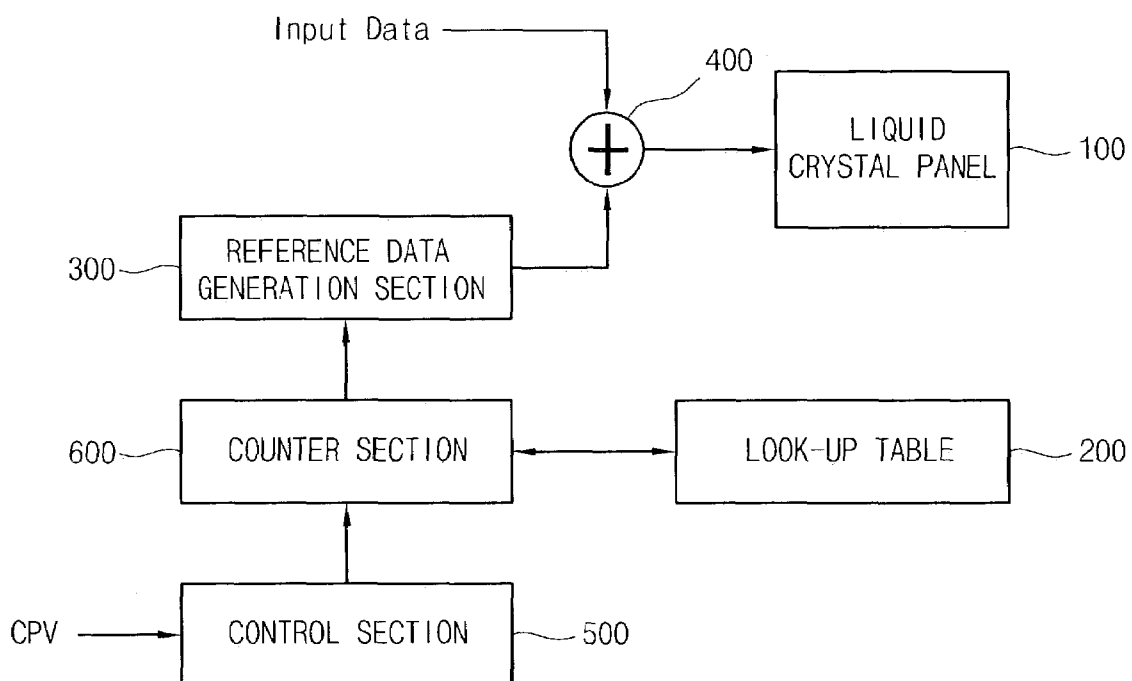 Input Data
400
LIQUID
CRYSTAL PANEL
100
REFERENCE DATA
GENERATION SECTION
300
COUNTER SECTION
600
LOOK-UP TABLE
200
CPV
CONTROL SECTION
500